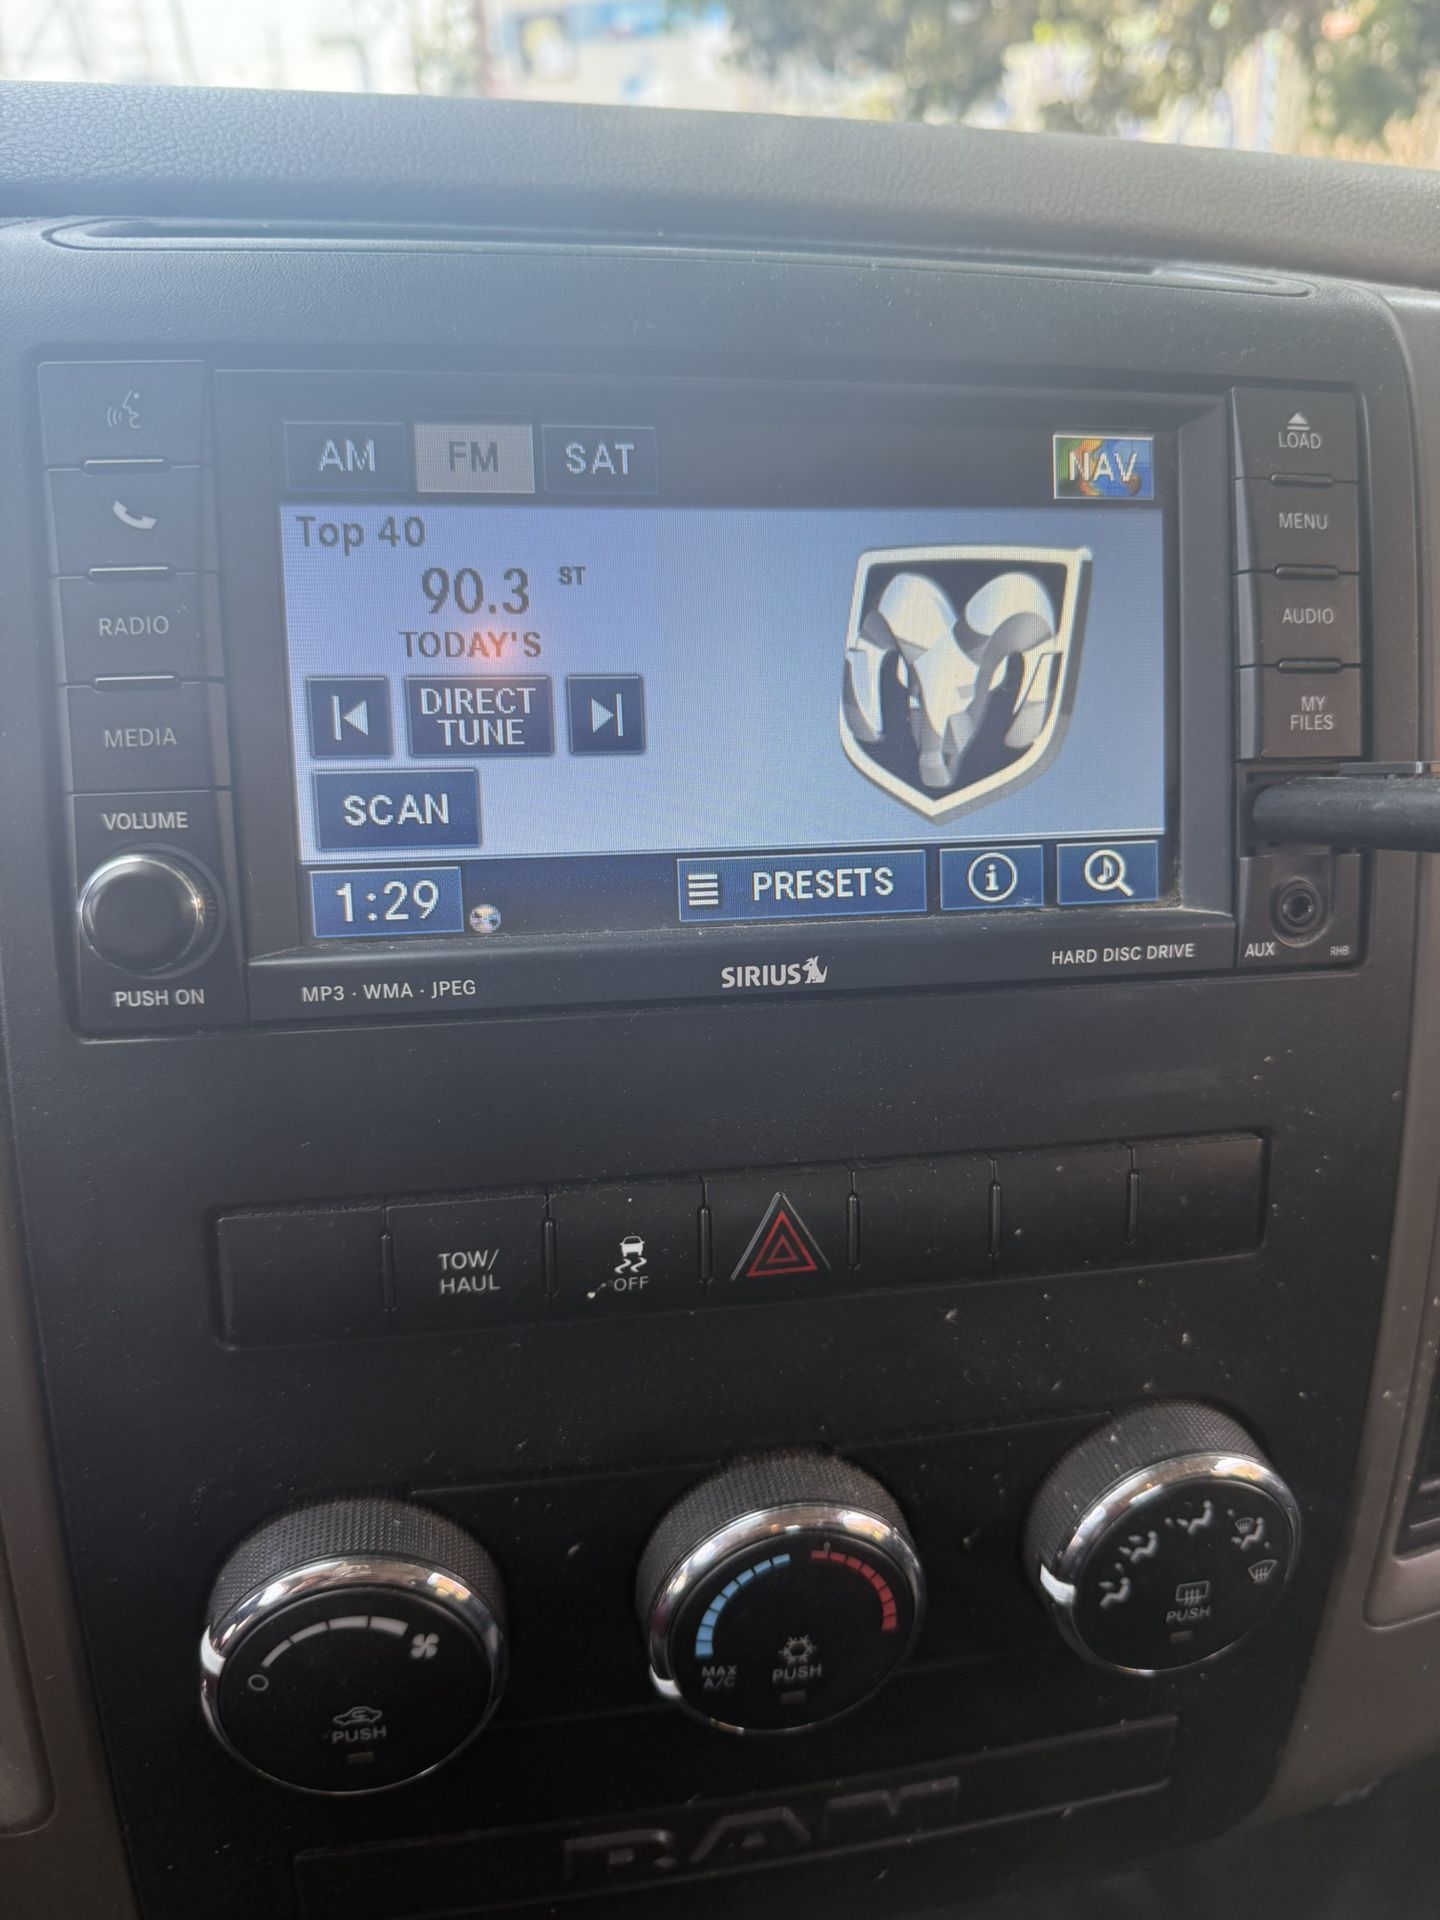 AM FM SAT NAV
Top 40
90.3 ST
TODAY'S
DIRECT
TUNE
SCAN
1:29 PRESETS i
RADIO
MEDIA
VOLUME
PUSH ON
LOAD
MENU
AUDIO
MY
FILES
AUX RHB
MP3 · WMA · JPEG
SIRIUS
HARD DISC DRIVE
TOW/
HAUL
OFF
PUSH
MAX
A/C
PUSH
PUSH
RAM